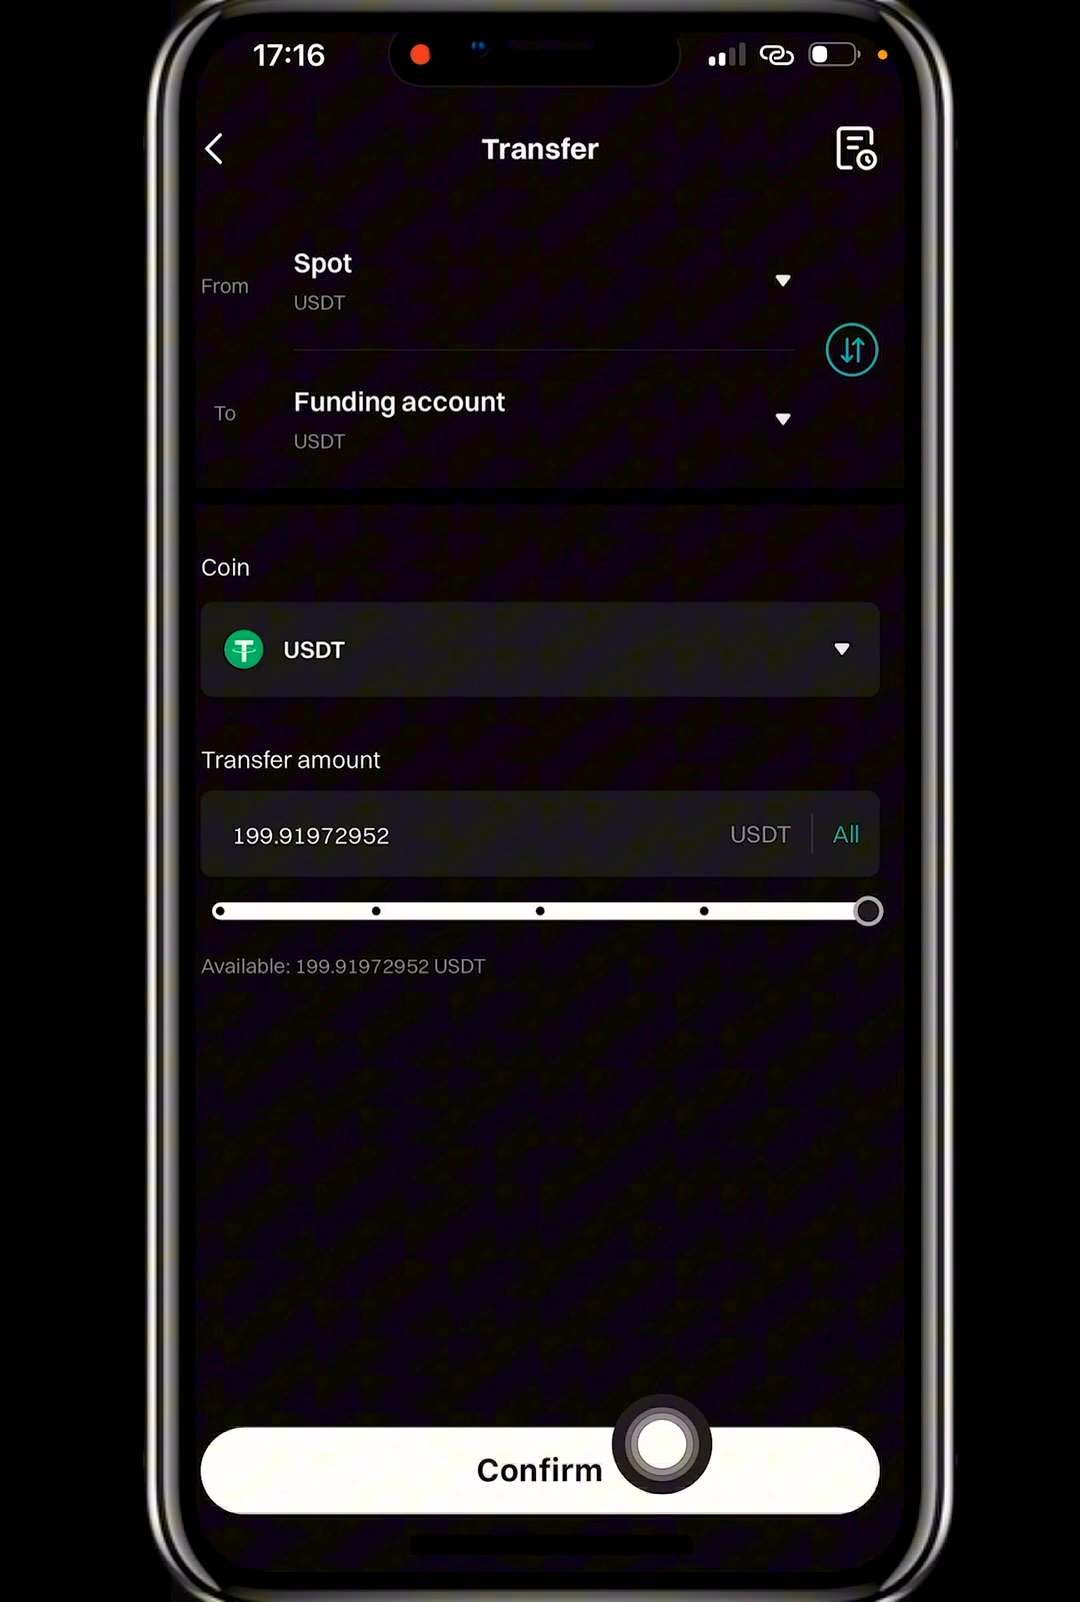 17:16
Transfer
From
Spot
USDT
To
Funding account
USDT
Coin
USDT
Transfer amount
199.91972952 USDT All
Available: 199.91972952 USDT
Confirm